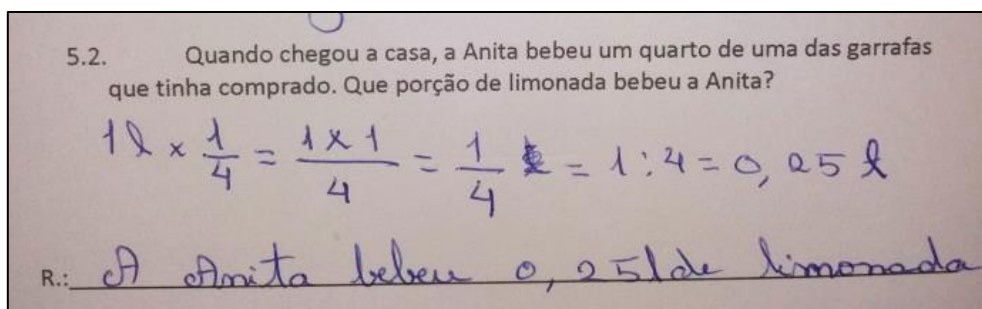 5.2. Quando chegou a casa, a Anita bebeu um quarto de uma das garrafas
que tinha comprado. Que porção de limonada bebeu a Anita?
1l × 1/4 = 1×1/4 = 1/4 = 1:4 = 0,25 l
R.: A Anita bebeu 0,25l de limonada